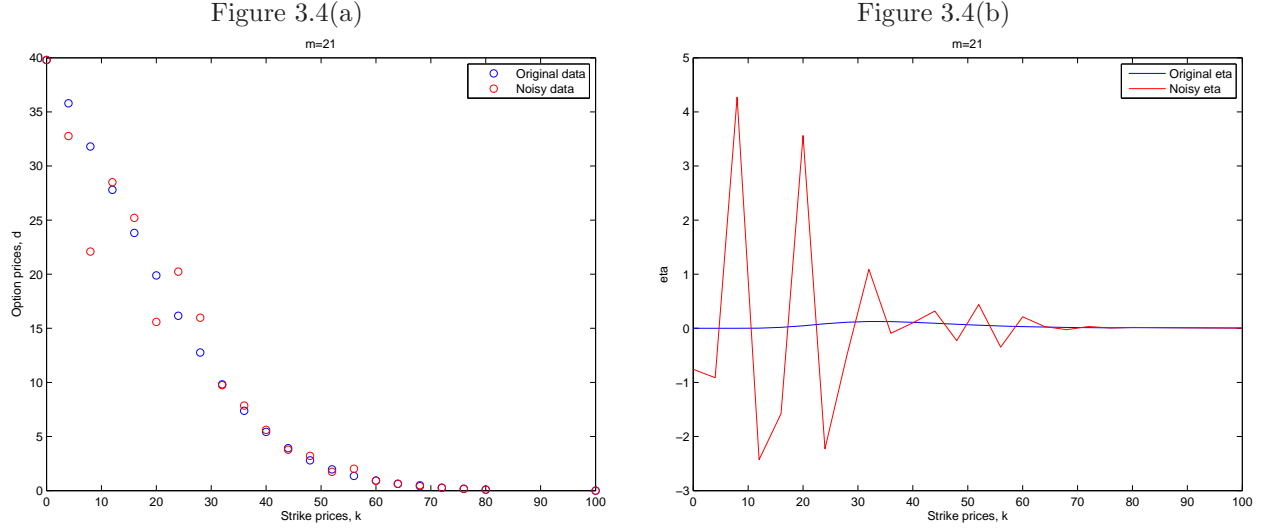 Figure 3.4(a)
m=21
40
35
30
25
20
15
10
5
0
Option prices, d
Original data
Noisy data
0 10 20 30 40 50 60 70 80 90 100
Strike prices, k
Figure 3.4(b)
m=21
5
4
3
2
1
0
−1
−2
−3
eta
Original eta
Noisy eta
0 10 20 30 40 50 60 70 80 90 100
Strike prices, k